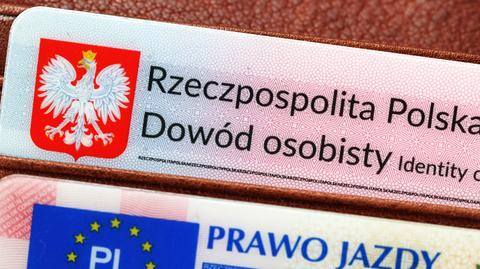 Rzeczpospolita Polska
Dowód osobisty Identity
PL
PRAWO JAZDY